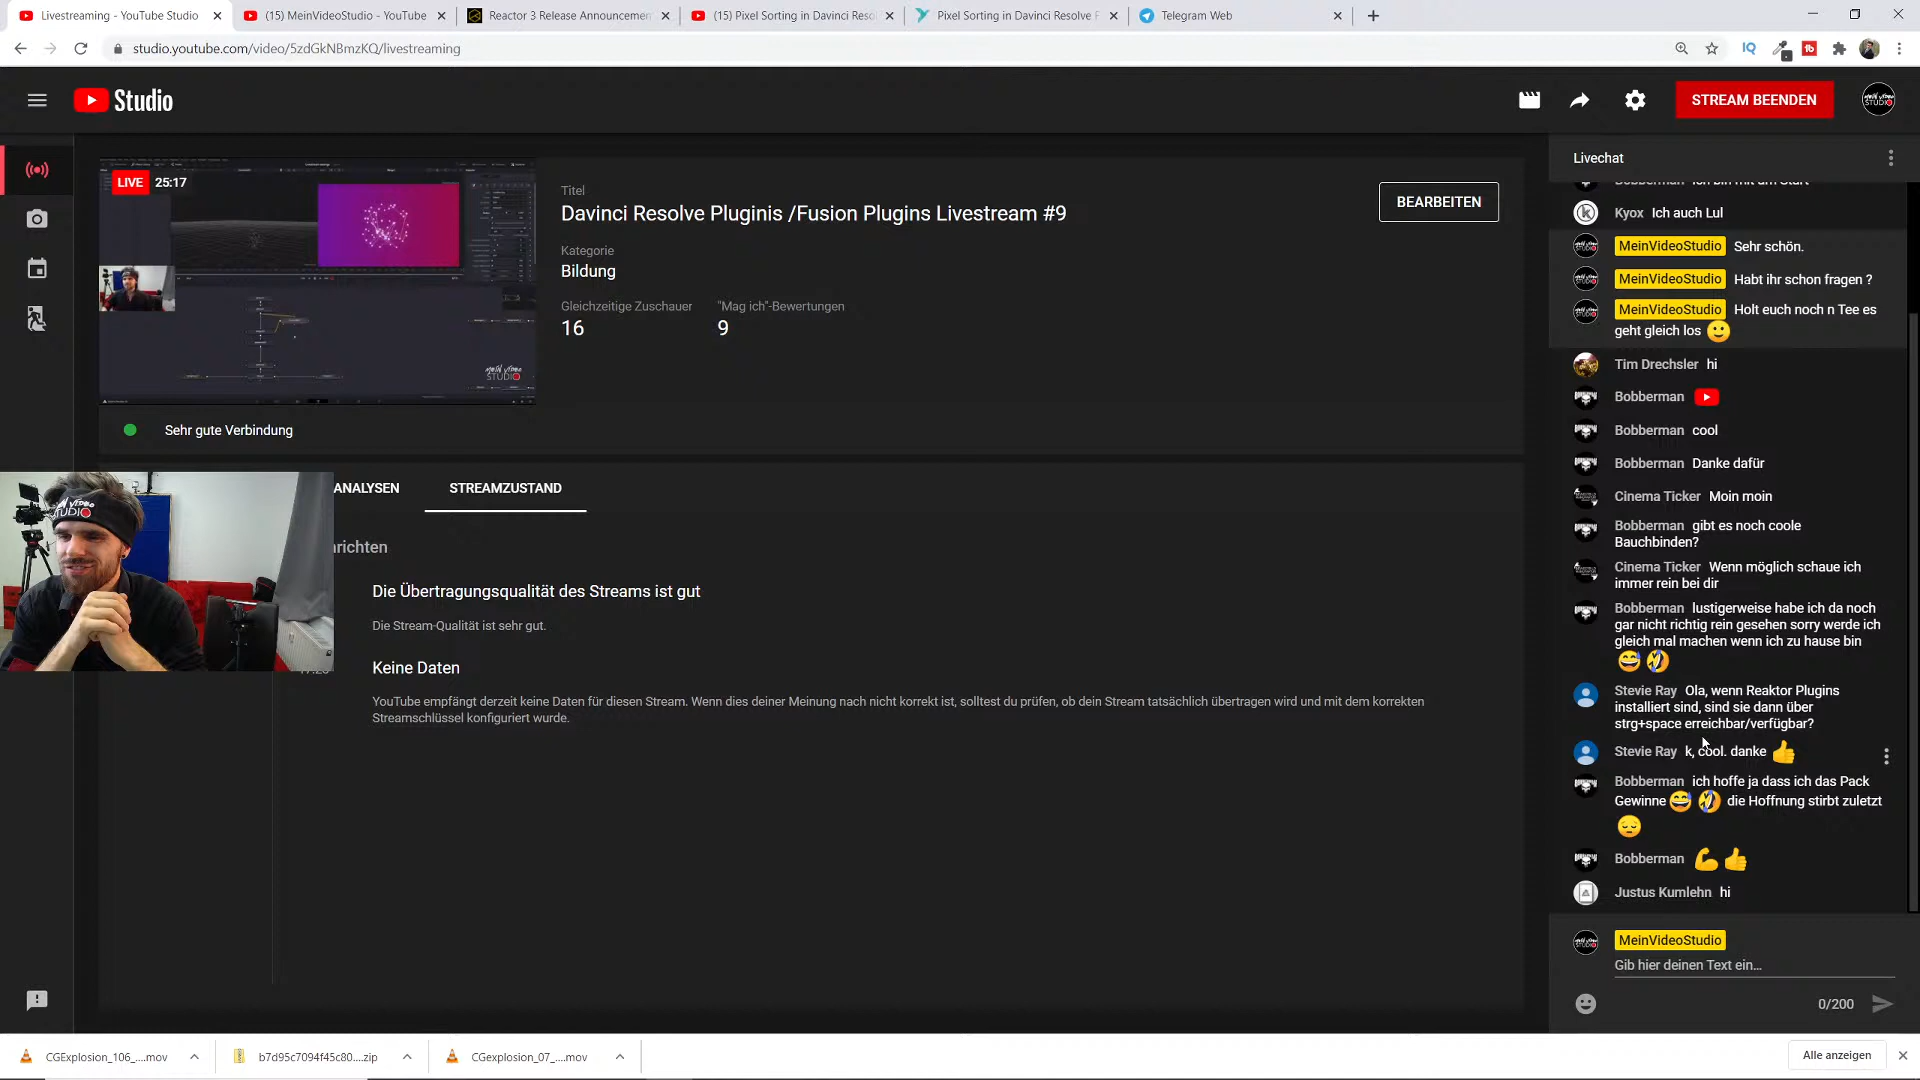 Livestreaming - YouTube Studio
(15) MeinVideoStudio - YouTube
Reactor 3 Release Announcemen
(15) Pixel Sorting in Davinci Reso
Pixel Sorting in Davinci Resolve F
Telegram Web
studio.youtube.com/video/5zdGkNBmzKQ/livestreaming
IQ
Studio
STREAM BEENDEN
LIVE 25:17
Titel
Davinci Resolve Pluginis /Fusion Plugins Livestream #9
BEARBEITEN
Kategorie
Bildung
Gleichzeitige Zuschauer
"Mag ich"-Bewertungen
16
9
Sehr gute Verbindung
ANALYSEN
STREAMZUSTAND
Die Übertragungsqualität des Streams ist gut
Die Stream-Qualität ist sehr gut.
Keine Daten
YouTube empfängt derzeit keine Daten für diesen Stream. Wenn dies deiner Meinung nach nicht korrekt ist, solltest du prüfen, ob dein Stream tatsächlich übertragen wird und mit dem korrekten
Streamschlüssel konfiguriert wurde.
Livechat
Kyox Ich auch Lul
MeinVideoStudio Sehr schön.
MeinVideoStudio Habt ihr schon fragen ?
MeinVideoStudio Holt euch noch n Tee es
geht gleich los
Tim Drechsler hi
Bobberman
Bobberman cool
Bobberman Danke dafür
Cinema Ticker Moin moin
Bobberman gibt es noch coole
Bauchbinden?
Cinema Ticker Wenn möglich schaue ich
immer rein bei dir
Bobberman lustigerweise habe ich da noch
gar nicht richtig rein gesehen sorry werde ich
gleich mal machen wenn ich zu hause bin
Stevie Ray Ola, wenn Reaktor Plugins
installiert sind, sind sie dann über
strg+space erreichbar/verfügbar?
Stevie Ray k, cool. danke
Bobberman ich hoffe ja dass ich das Pack
Gewinne die Hoffnung stirbt zuletzt
Bobberman
Justus Kumlehn hi
MeinVideoStudio
Gib hier deinen Text ein...
0/200
CGExplosion_106_....mov
b7d95c7094f45c80....zip
CGexplosion_07_....mov
Alle anzeigen